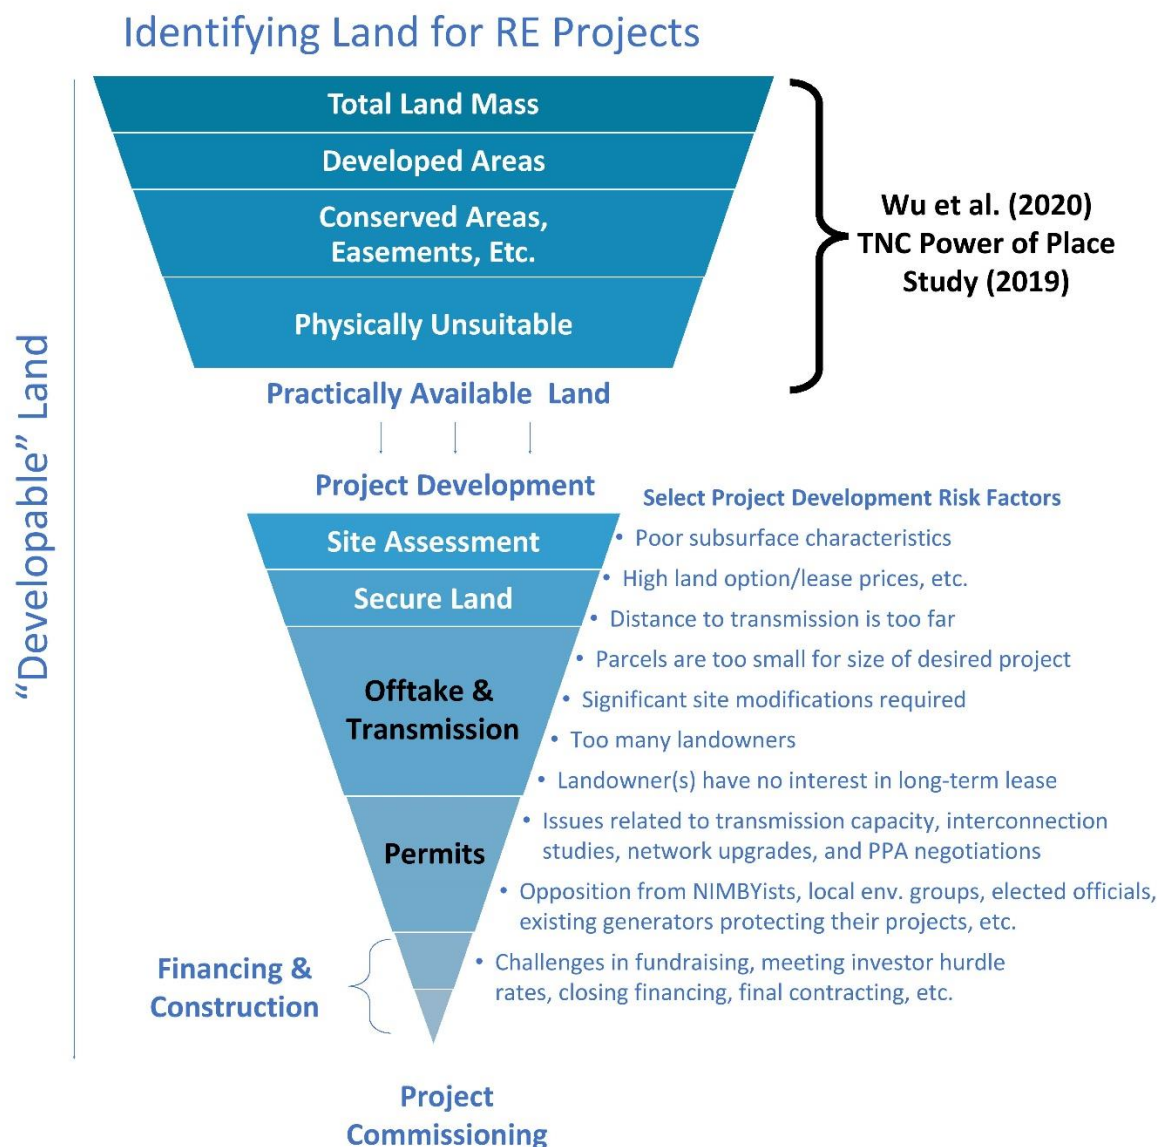 Identifying Land for RE Projects
"Developable" Land
Total Land Mass
Developed Areas
Conserved Areas,
Easements, Etc.
Physically Unsuitable
Wu et al. (2020)
TNC Power of Place
Study (2019)
Practically Available Land
Project Development
Site Assessment
Secure Land
Offtake &
Transmission
Permits
Financing &
Construction
Select Project Development Risk Factors
• Poor subsurface characteristics
• High land option/lease prices, etc.
• Distance to transmission is too far
• Parcels are too small for size of desired project
• Significant site modifications required
• Too many landowners
• Landowner(s) have no interest in long-term lease
• Issues related to transmission capacity, interconnection
studies, network upgrades, and PPA negotiations
• Opposition from NIMBYists, local env. groups, elected officials,
existing generators protecting their projects, etc.
• Challenges in fundraising, meeting investor hurdle
rates, closing financing, final contracting, etc.
Project
Commissioning